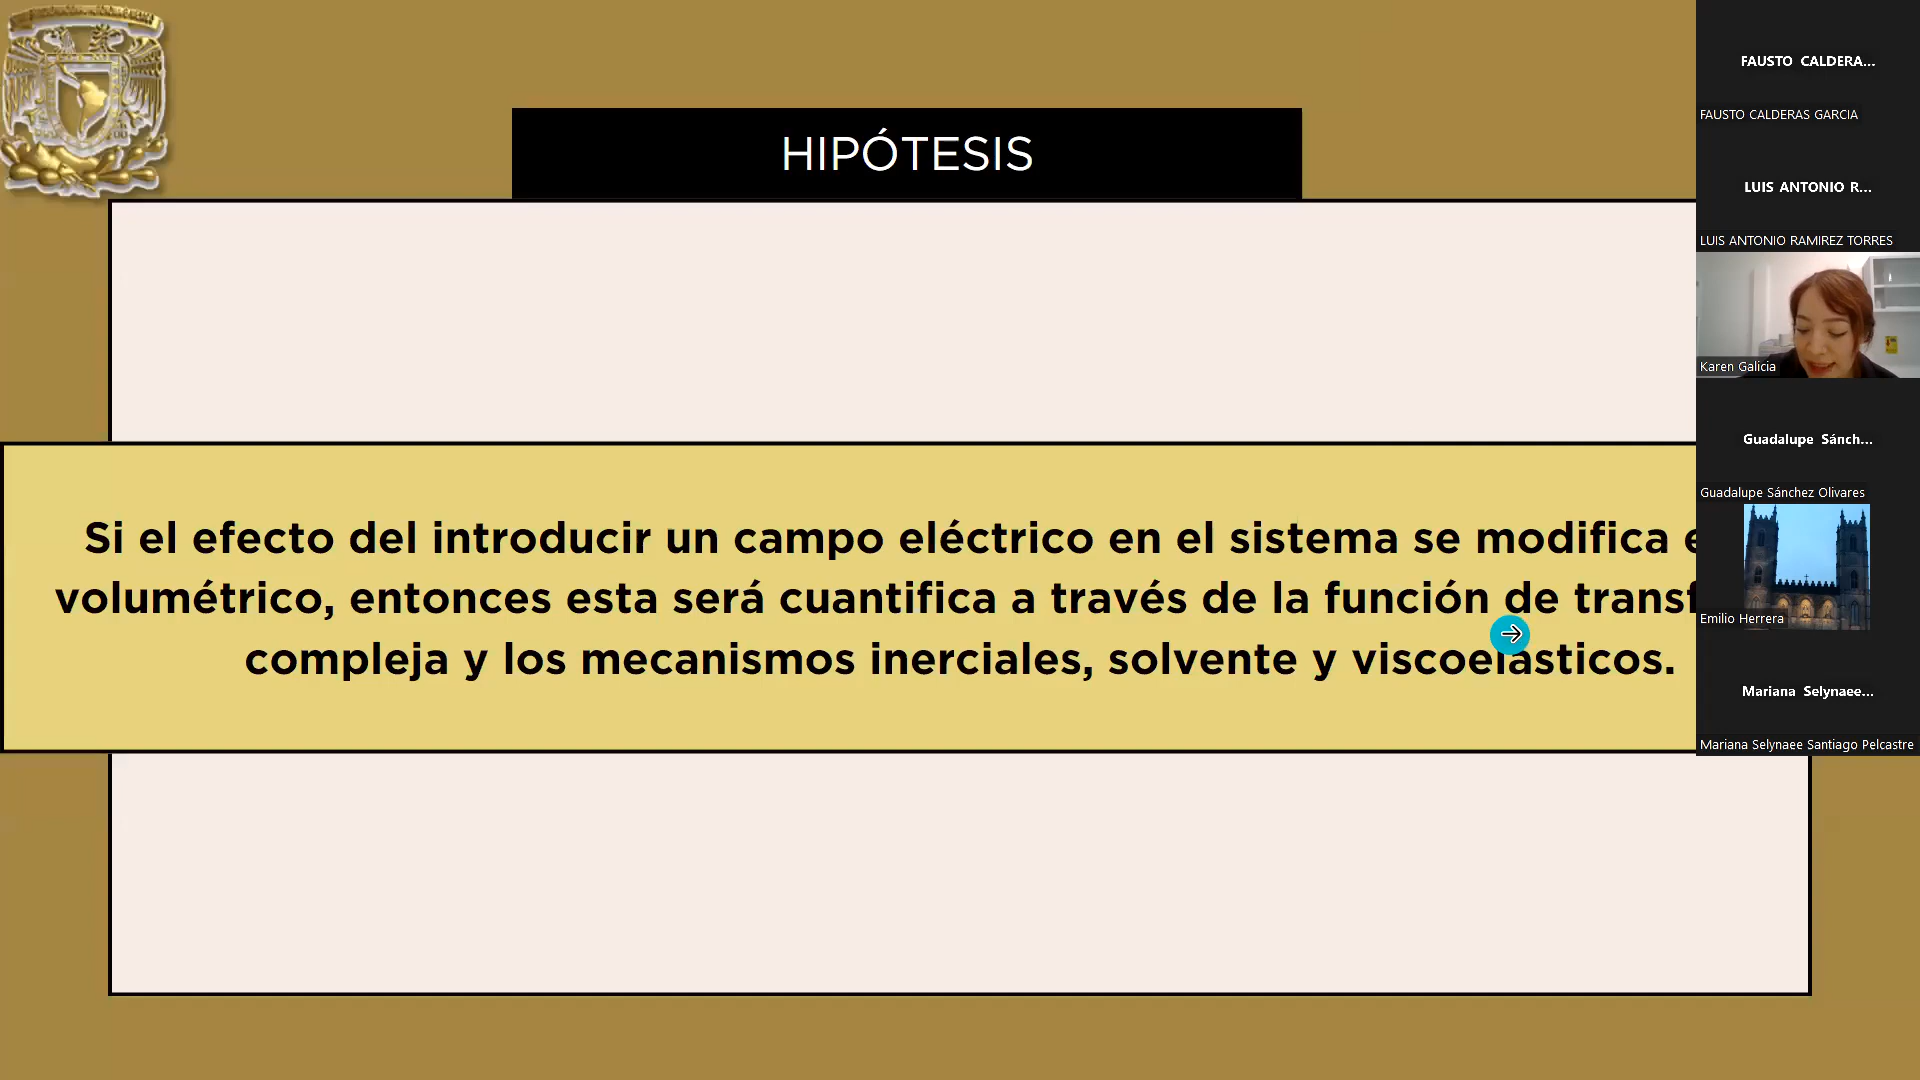 HIPÓTESIS
Si el efecto del introducir un campo eléctrico en el sistema se modifica
volumétrico, entonces esta será cuantifica a través de la función de
compleja y los mecanismos inerciales, solvente y viscoelásticos.
FAUSTO CALDERA...
FAUSTO CALDERAS GARCIA
LUIS ANTONIO R...
LUIS ANTONIO RAMIREZ TORRES
Karen Galicia
Guadalupe Sánch...
Guadalupe Sánchez Olivares
Emilio Herrera
Mariana Selynaee...
Mariana Selynaee Santiago Pelcastre